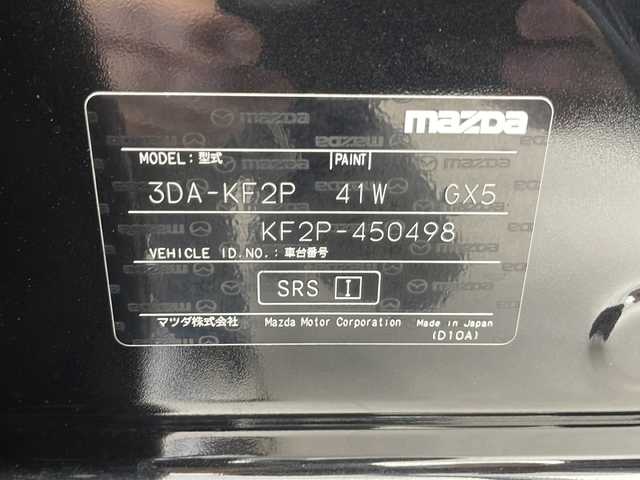 mazda
MODEL:型式 PAINT
3DA-KF2P 41W GX5
KF2P-450498
VEHICLE ID.NO.:車台番号
SRS I
マツダ株式会社 Mazda Motor Corporation Made in Japan
(D10A)